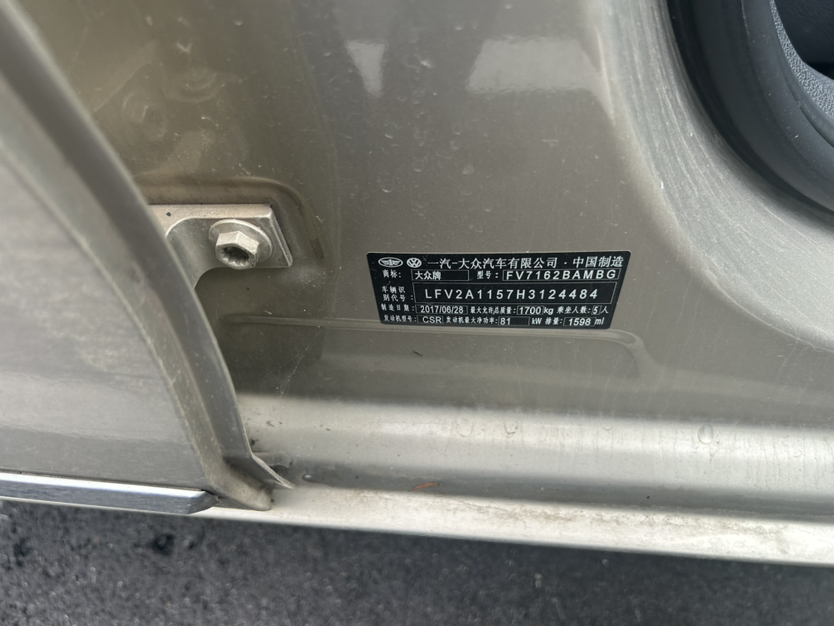 一汽-大众汽车有限公司·中国制造
商标: 大众牌 型号: FV7162BAMBG
车辆识别代号: LFV2A1157H3124484
制造日期: 2017/06/28 最大允许总质量: 1700 kg 乘坐人数: 5 人
发动机型号: CSR 发动机最大净功率: 81 kW 排量: 1598 ml